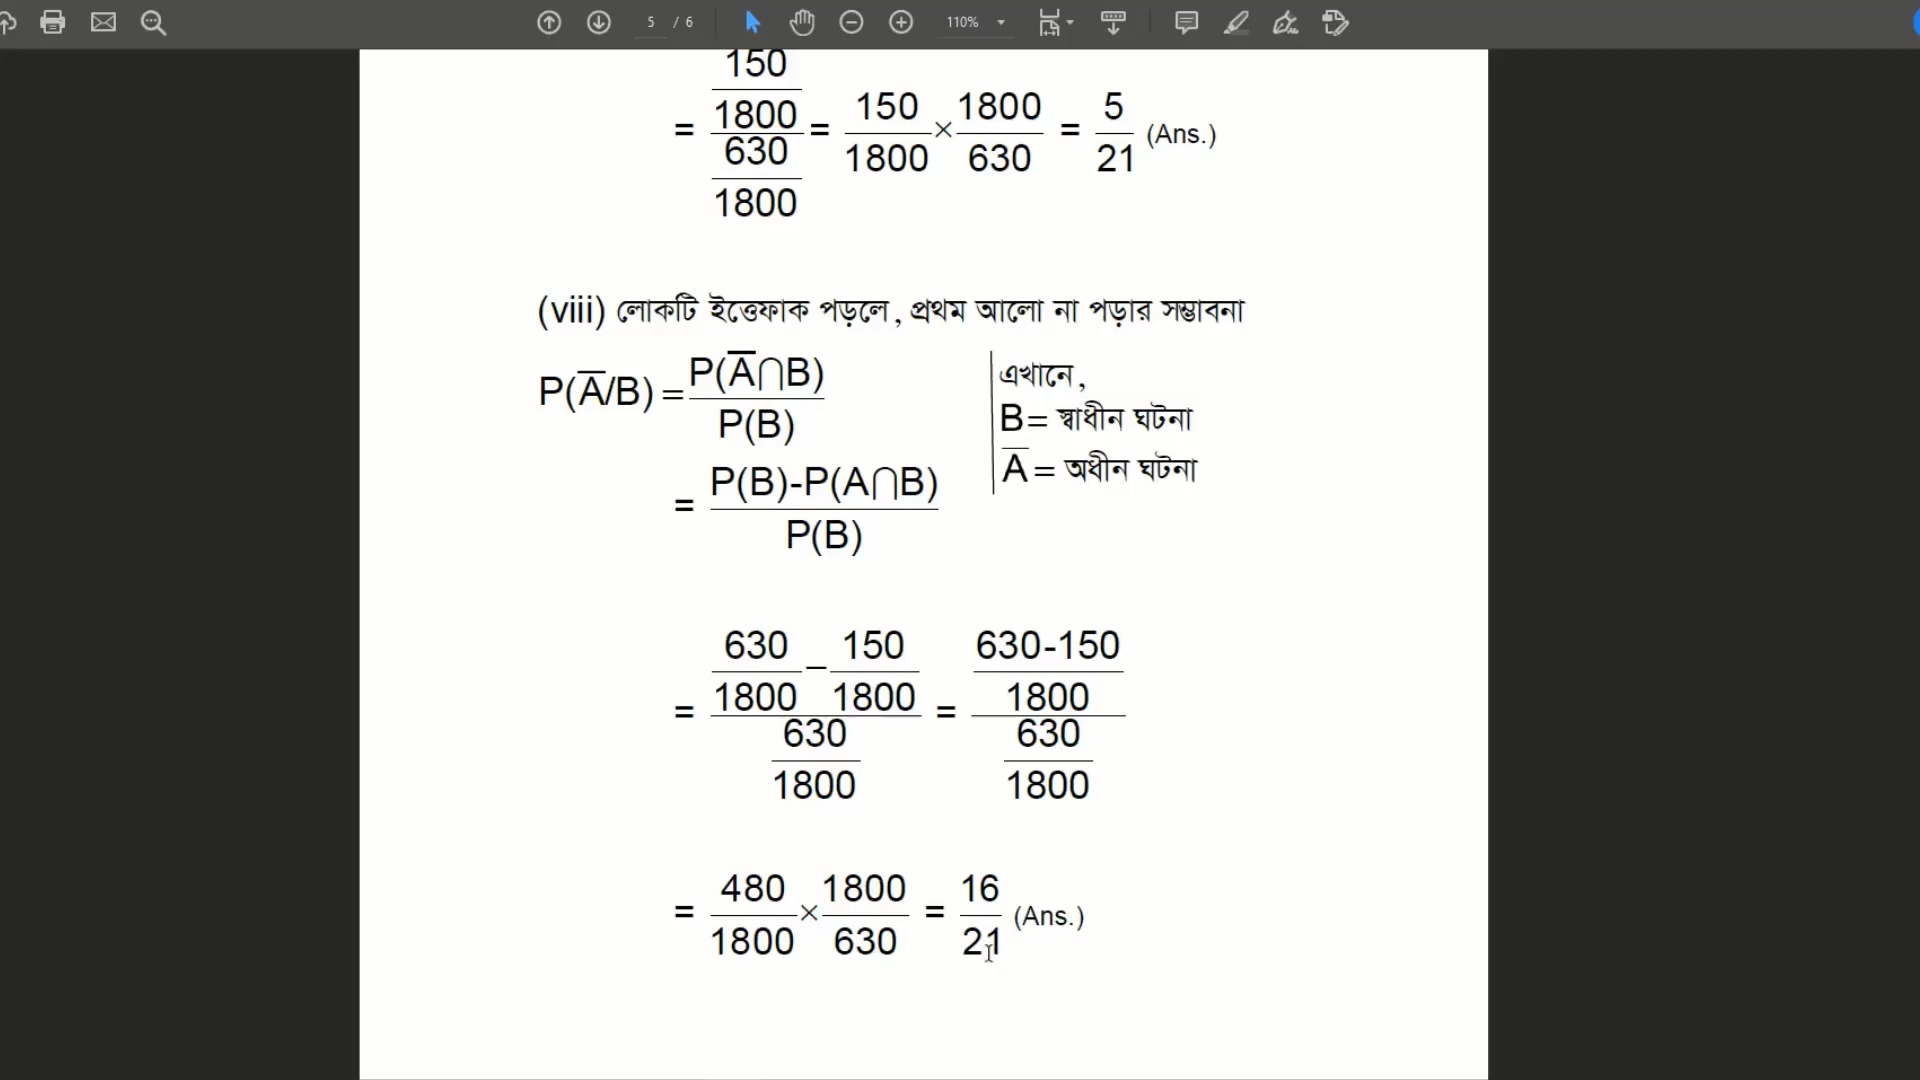 5 / 6 110%
= 150/1800 / 630/1800 = 150/1800 × 1800/630 = 5/21 (Ans.)
(viii) লোকটি ইত্তেফাক পড়লে, প্রথম আলো না পড়ার সম্ভাবনা
P(A̅/B) = P(A̅∩B)/P(B)
= P(B)-P(A∩B)/P(B)
এখানে,
B= স্বাধীন ঘটনা
A̅= অধীন ঘটনা
= 630/1800 – 150/1800 / 630/1800 = 630-150/1800 / 630/1800
= 480/1800 × 1800/630 = 16/21 (Ans.)